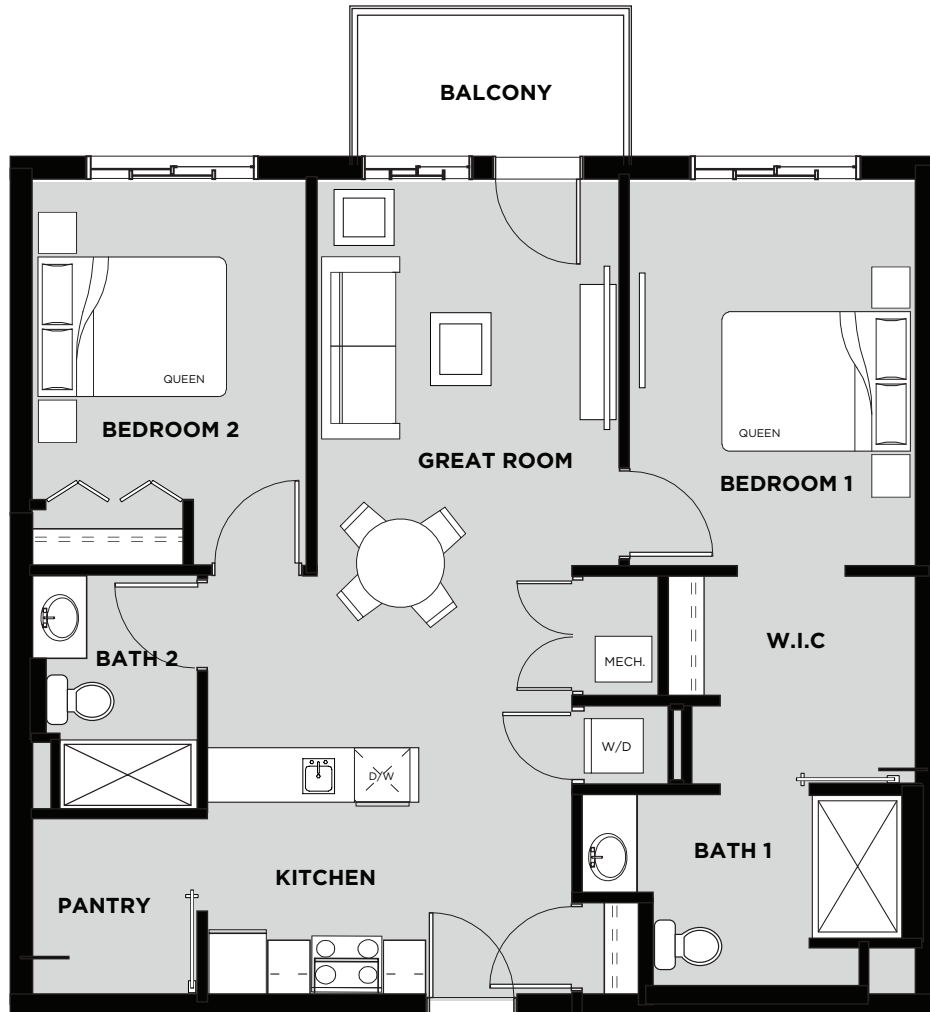 BALCONY
QUEEN
BEDROOM 2
GREAT ROOM
QUEEN
BEDROOM 1
W.I.C
BATH 2
MECH.
W/D
D/W
BATH 1
KITCHEN
PANTRY